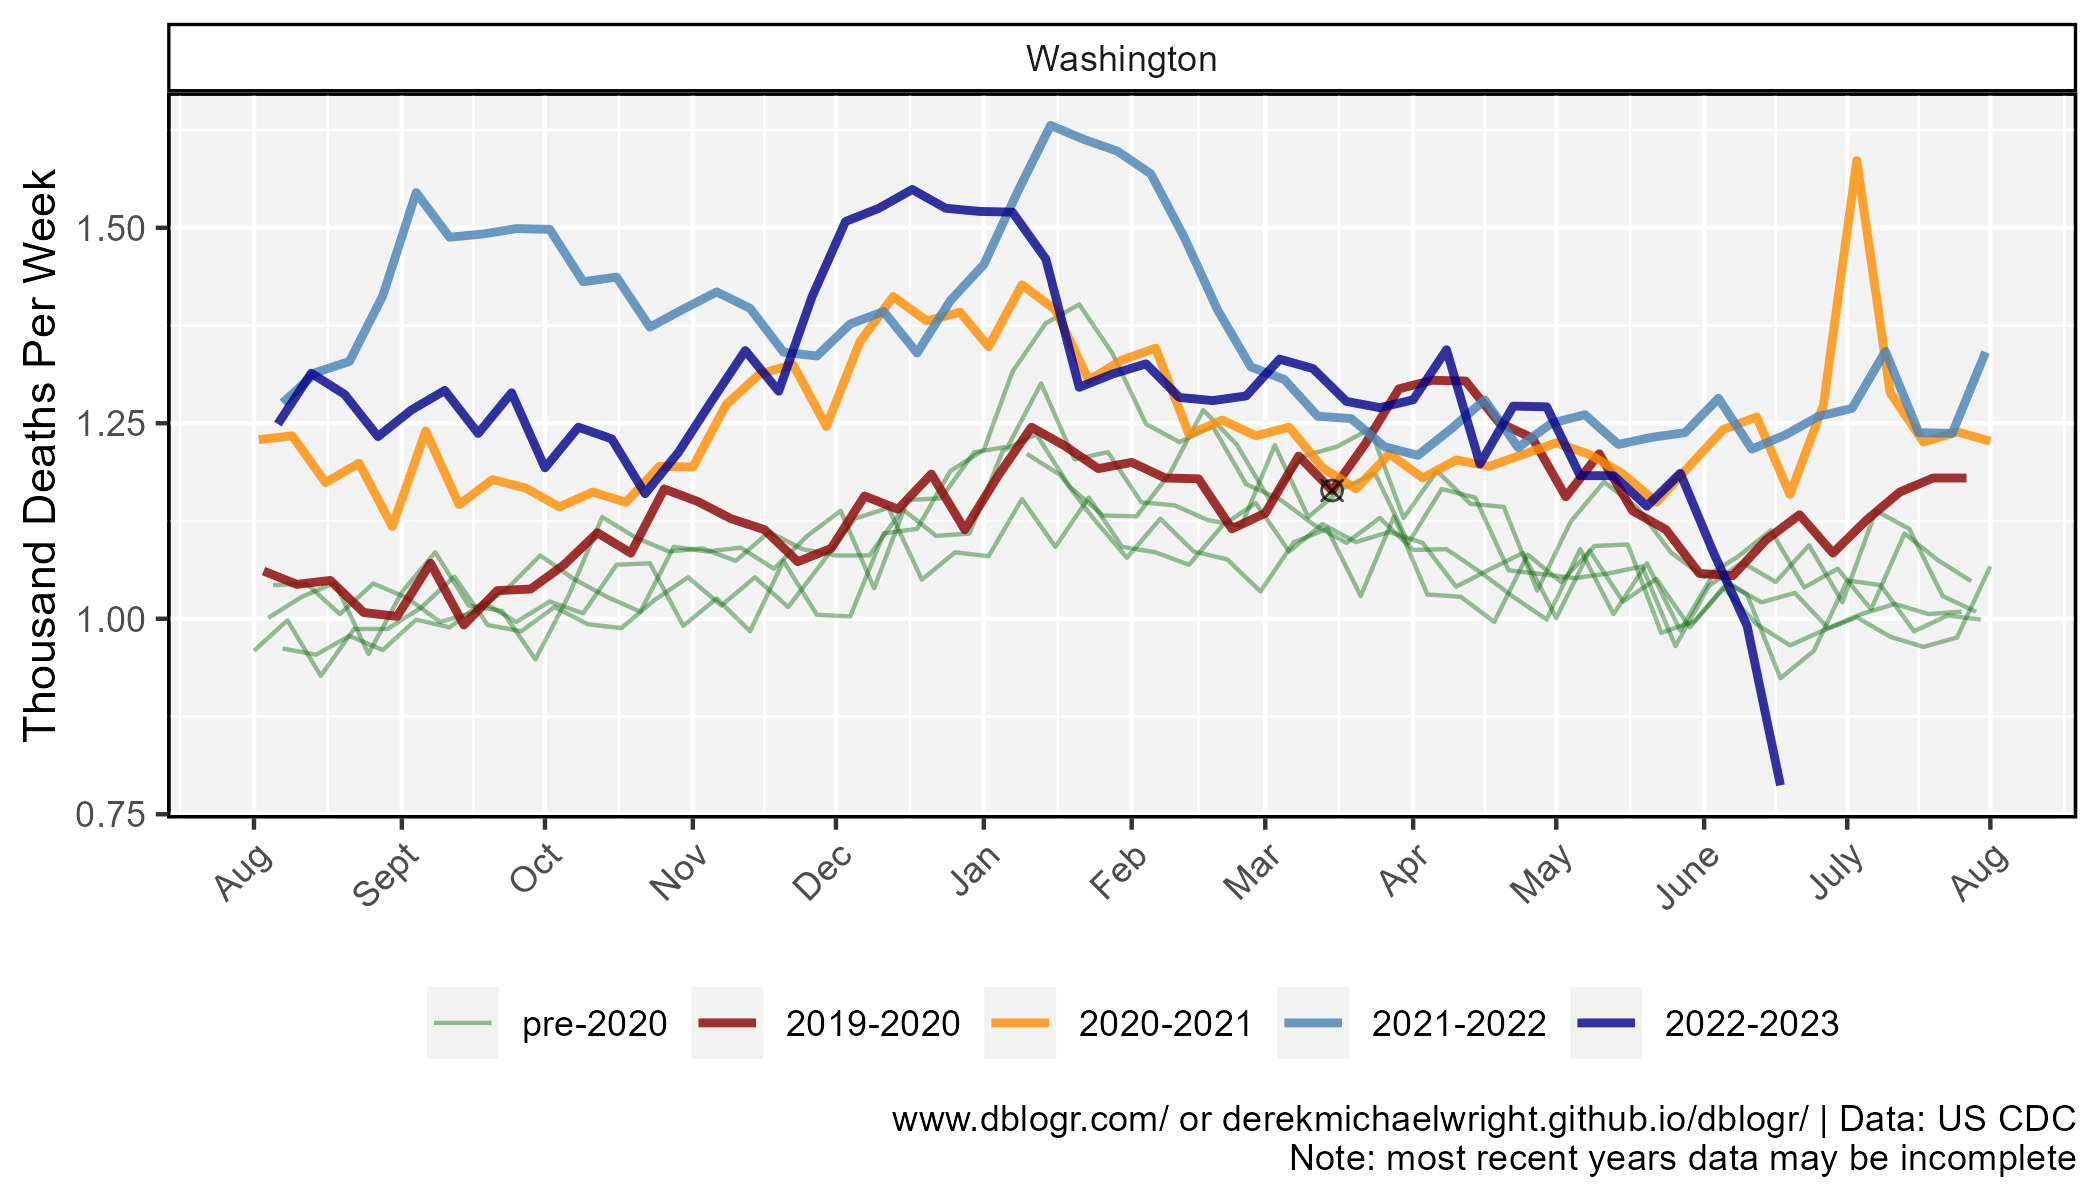 Washington
Thousand Deaths Per Week
1.50
1.25
1.00
0.75
Aug
Sept
Oct
Nov
Dec
Jan
Feb
Mar
Apr
May
June
July
Aug
pre-2020
2019-2020
2020-2021
2021-2022
2022-2023
www.dblogr.com/ or derekmichaelwright.github.io/dblogr/ | Data: US CDC
Note: most recent years data may be incomplete